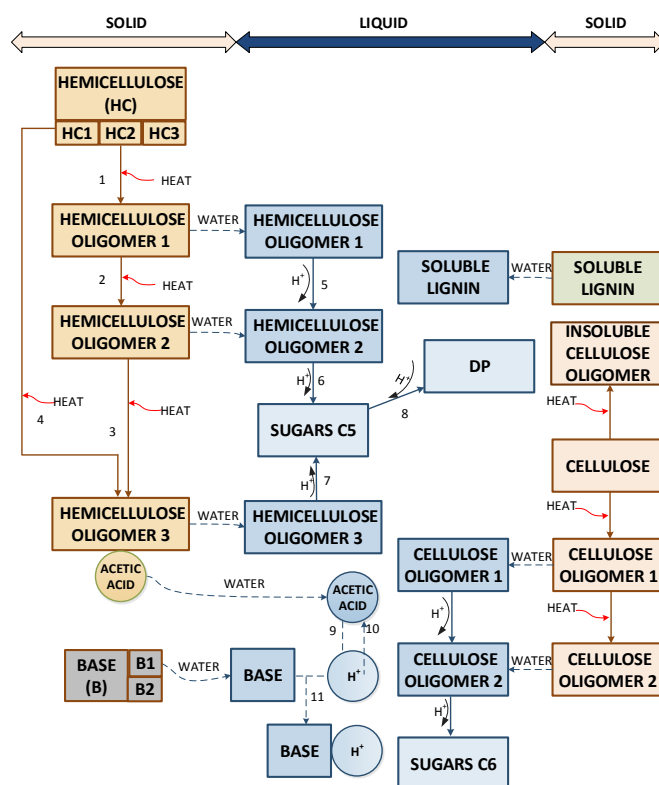 SOLID
LIQUID
SOLID
HEMICELLULOSE
(HC)
HC1
HC2
HC3
1
HEAT
HEMICELLULOSE
OLIGOMER 1
WATER
HEMICELLULOSE
OLIGOMER 1
2
HEAT
H+
5
SOLUBLE
LIGNIN
WATER
SOLUBLE
LIGNIN
HEMICELLULOSE
OLIGOMER 2
WATER
HEMICELLULOSE
OLIGOMER 2
INSOLUBLE
CELLULOSE
OLIGOMER
H+
6
DP
H+
8
4
HEAT
3
HEAT
SUGARS C5
HEAT
H+
7
CELLULOSE
HEAT
HEMICELLULOSE
OLIGOMER 3
WATER
HEMICELLULOSE
OLIGOMER 3
CELLULOSE
OLIGOMER 1
WATER
CELLULOSE
OLIGOMER 1
ACETIC
ACID
WATER
ACETIC
ACID
H+
HEAT
9
10
BASE
(B)
B1
B2
WATER
BASE
H+
11
CELLULOSE
OLIGOMER 2
WATER
CELLULOSE
OLIGOMER 2
H+
BASE
H+
SUGARS C6